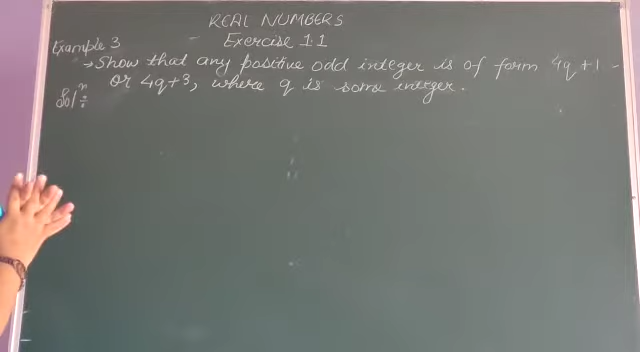 REAL NUMBERS
Exercise 1.1
Example 3
→ Show that any positive odd integer is of form 4q +1
or 4q+3, where q is some integer.
Solⁿ÷